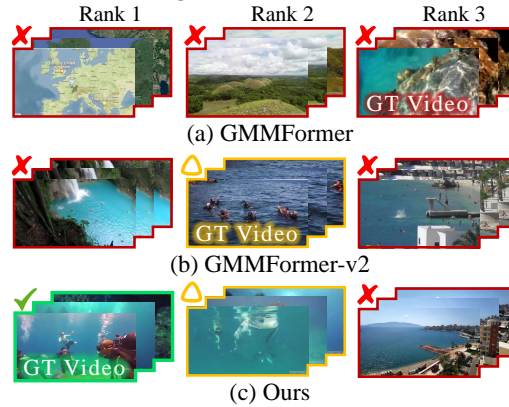 Rank 1 Rank 2 Rank 3
GT Video
(a) GMMFormer
GT Video
(b) GMMFormer-v2
GT Video
(c) Ours